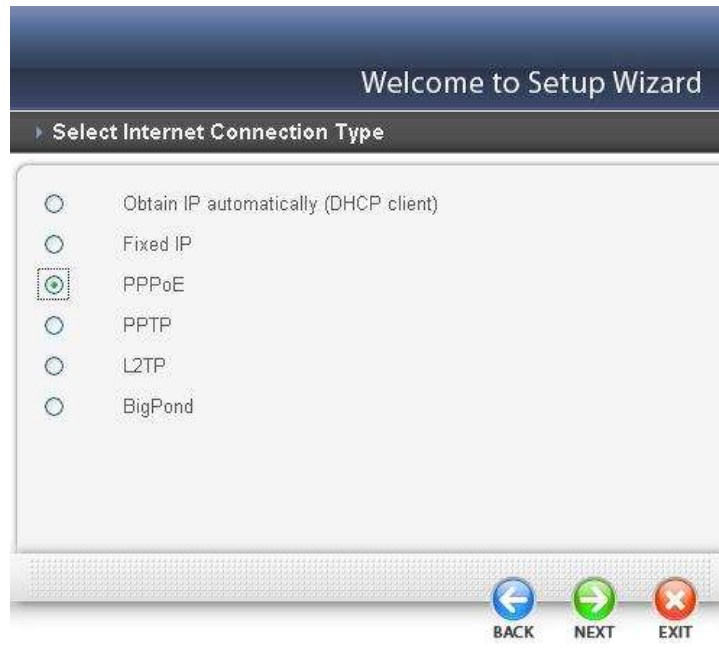 Welcome to Setup Wizard
Select Internet Connection Type
Obtain IP automatically (DHCP client)
Fixed IP
PPPoE
PPTP
L2TP
BigPond
BACK NEXT EXIT